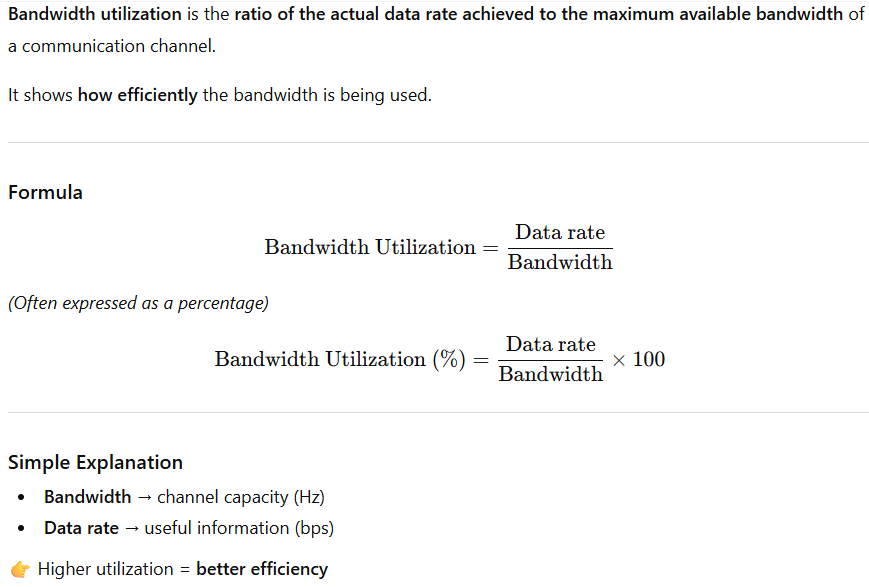 Bandwidth utilization is the ratio of the actual data rate achieved to the maximum available bandwidth of
a communication channel.
It shows how efficiently the bandwidth is being used.
Formula
Bandwidth Utilization = Data rate / Bandwidth
(Often expressed as a percentage)
Bandwidth Utilization (%) = Data rate / Bandwidth × 100
Simple Explanation
• Bandwidth → channel capacity (Hz)
• Data rate → useful information (bps)
👉 Higher utilization = better efficiency